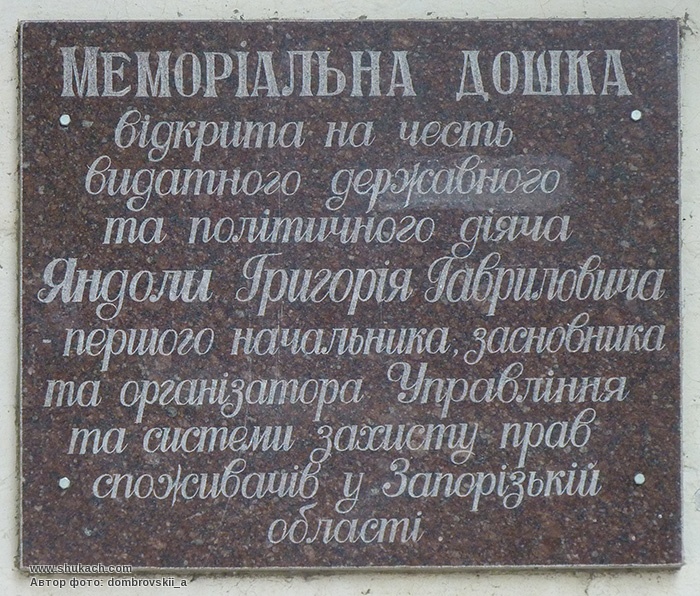 МЕМОРІАЛЬНА ДОШКА
відкрита на честь
видатного державного
та політичного діяча
Яндоли Григорія Гавриловича
- першого начальника, засновника
та організатора Управління
та системи захисту прав
споживачів у Запорізькій
області
www.shukach.com
Автор фото: dombrovskii_a